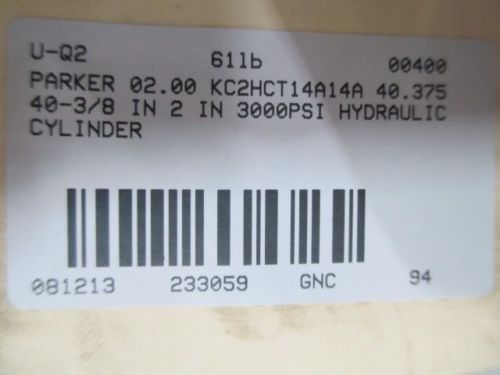 U-Q2 61lb 00400
PARKER 02.00 KC2HCT14A14A 40.375
40-3/8 IN 2 IN 3000PSI HYDRAULIC
CYLINDER
081213 233059 GNC 94